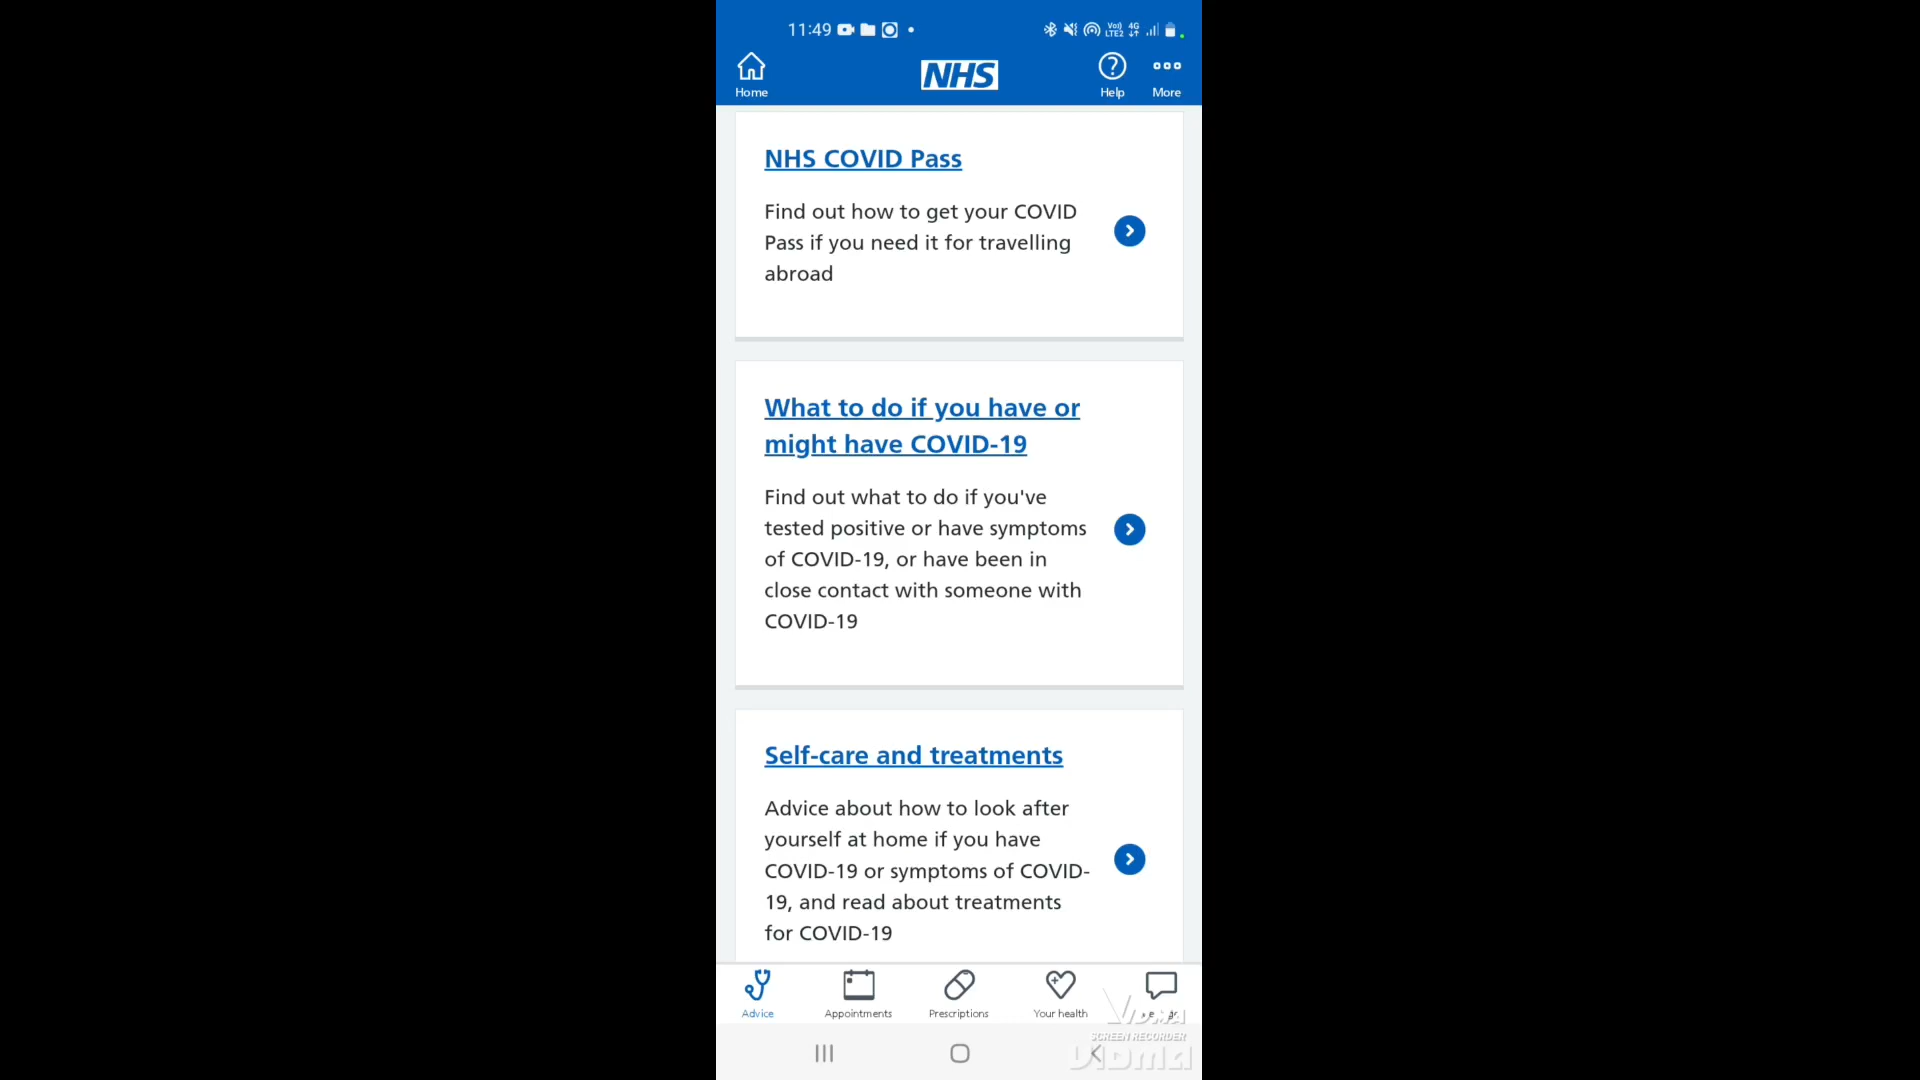 11:49
Vo)) 4G
LTE2
NHS
Home
Help
More
NHS COVID Pass
Find out how to get your COVID
Pass if you need it for travelling
abroad
What to do if you have or
might have COVID-19
Find out what to do if you've
tested positive or have symptoms
of COVID-19, or have been in
close contact with someone with
COVID-19
Self-care and treatments
Advice about how to look after
yourself at home if you have
COVID-19 or symptoms of COVID-
19, and read about treatments
for COVID-19
Advice
Appointments
Prescriptions
Your health
VIDMA
SCREEN RECORDER
Vidma